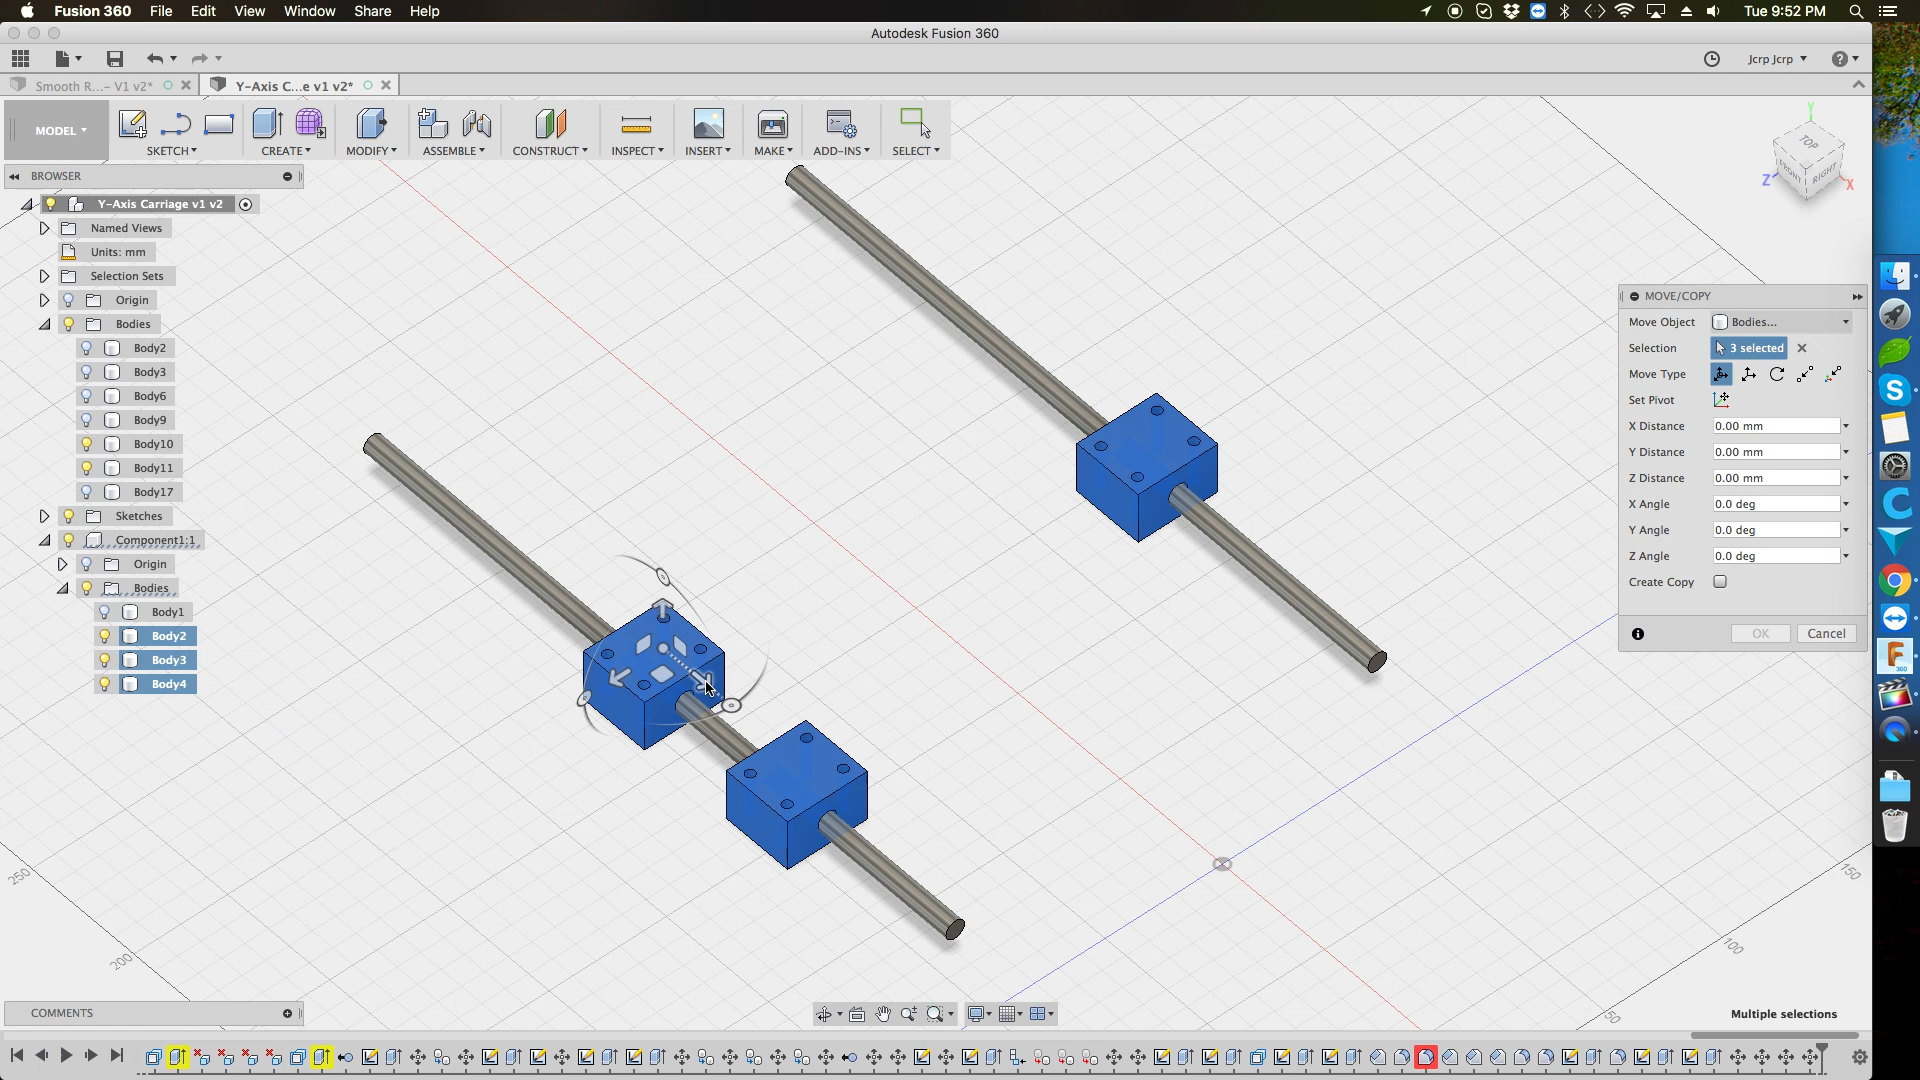 Fusion 360 File Edit View Window Share Help Tue 9:52 PM
Autodesk Fusion 360
Jcrp Jcrp
Smooth R...- V1 v2* Y-Axis C...e v1 v2*
MODEL
SKETCH CREATE MODIFY ASSEMBLE CONSTRUCT INSPECT INSERT MAKE ADD-INS SELECT
BROWSER
Y-Axis Carriage v1 v2
Named Views
Units: mm
Selection Sets
Origin
Bodies
Body2
Body3
Body6
Body9
Body10
Body11
Body17
Sketches
Component1:1
Origin
Bodies
Body1
Body2
Body3
Body4
Y
TOP
FRONT
RIGHT
Z
X
MOVE/COPY
Move Object Bodies...
Selection 3 selected
Move Type
Set Pivot
X Distance 0.00 mm
Y Distance 0.00 mm
Z Distance 0.00 mm
X Angle 0.0 deg
Y Angle 0.0 deg
Z Angle 0.0 deg
Create Copy
OK Cancel
250
200
150
100
50
COMMENTS
Multiple selections